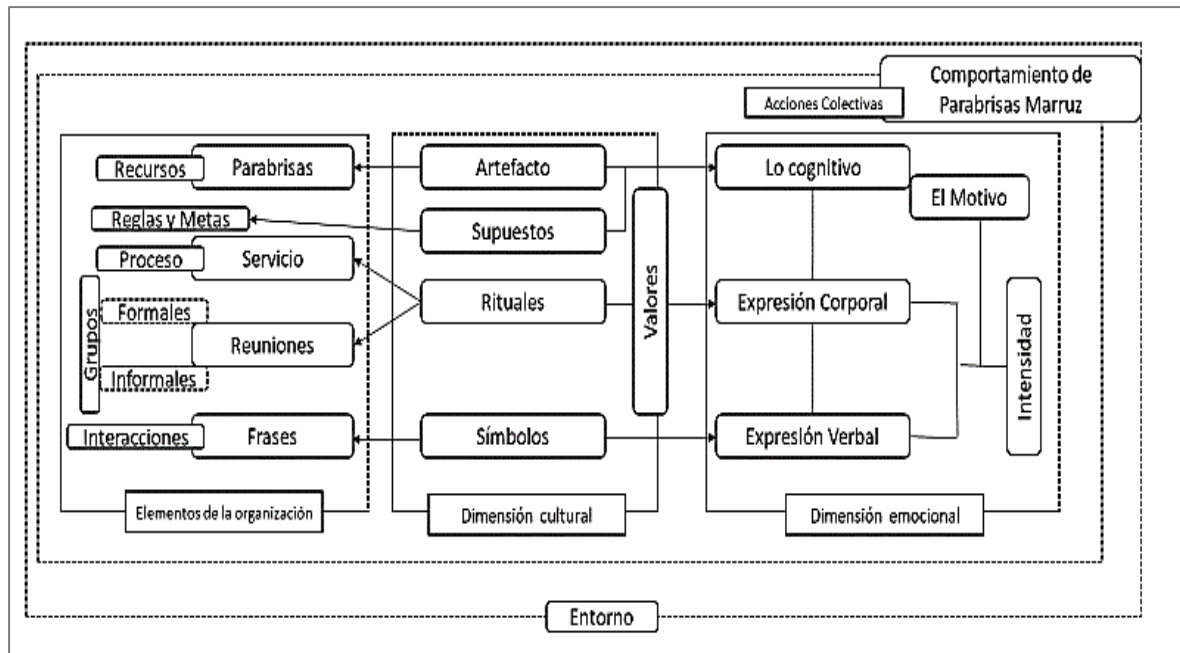 Comportamiento de
Parabrisas Marruz
Acciones Colectivas
Recursos
Parabrisas
Reglas y Metas
Proceso
Servicio
Grupos
Formales
Reuniones
Informales
Interacciones
Frases
Elementos de la organización
Artefacto
Supuestos
Rituales
Símbolos
Valores
Dimensión cultural
Lo cognitivo
El Motivo
Expresión Corporal
Intensidad
Expresión Verbal
Dimensión emocional
Entorno